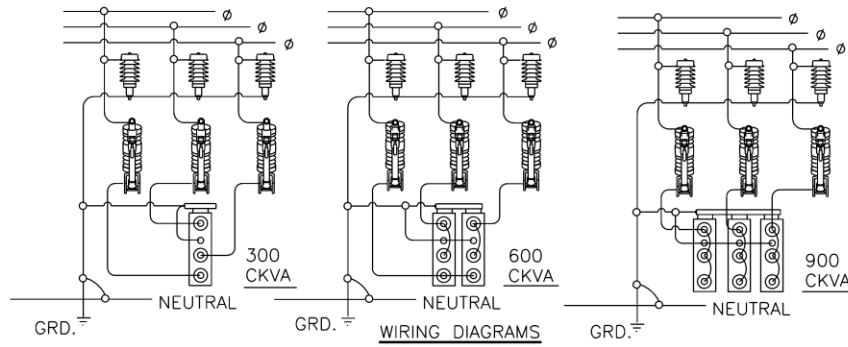 Ø
Ø
Ø
300
CKVA
NEUTRAL
GRD.
Ø
Ø
Ø
600
CKVA
NEUTRAL
GRD.
Ø
Ø
Ø
900
CKVA
NEUTRAL
GRD.
WIRING DIAGRAMS